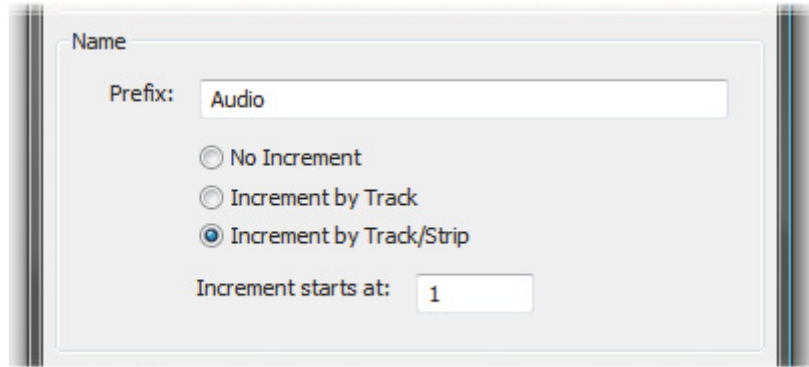 Name
Prefix: Audio
No Increment
Increment by Track
Increment by Track/Strip
Increment starts at: 1